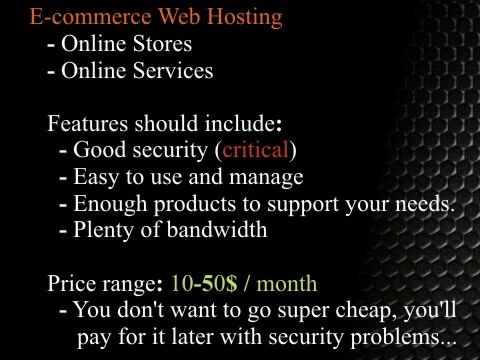 E-commerce Web Hosting
- Online Stores
- Online Services
Features should include:
- Good security (critical)
- Easy to use and manage
- Enough products to support your needs.
- Plenty of bandwidth
Price range: 10-50$ / month
- You don't want to go super cheap, you'll
pay for it later with security problems...